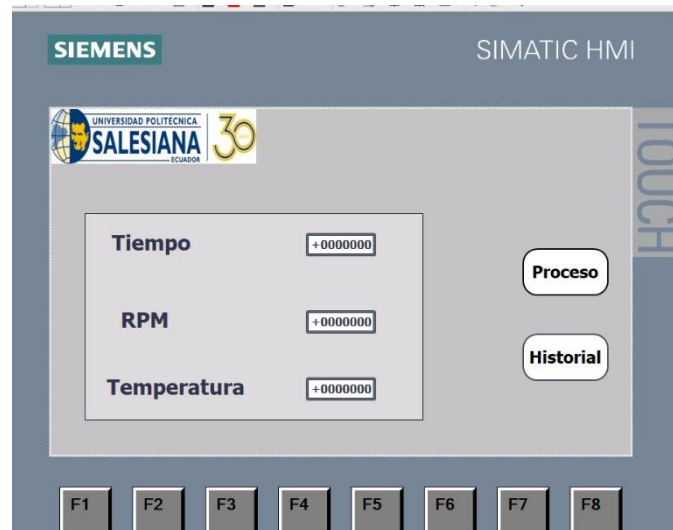 SIEMENS
SIMATIC HMI
TOUCH
UNIVERSIDAD POLITÉCNICA
SALESIANA
ECUADOR
30
Tiempo +0000000
RPM +0000000
Temperatura +0000000
Proceso
Historial
F1 F2 F3 F4 F5 F6 F7 F8